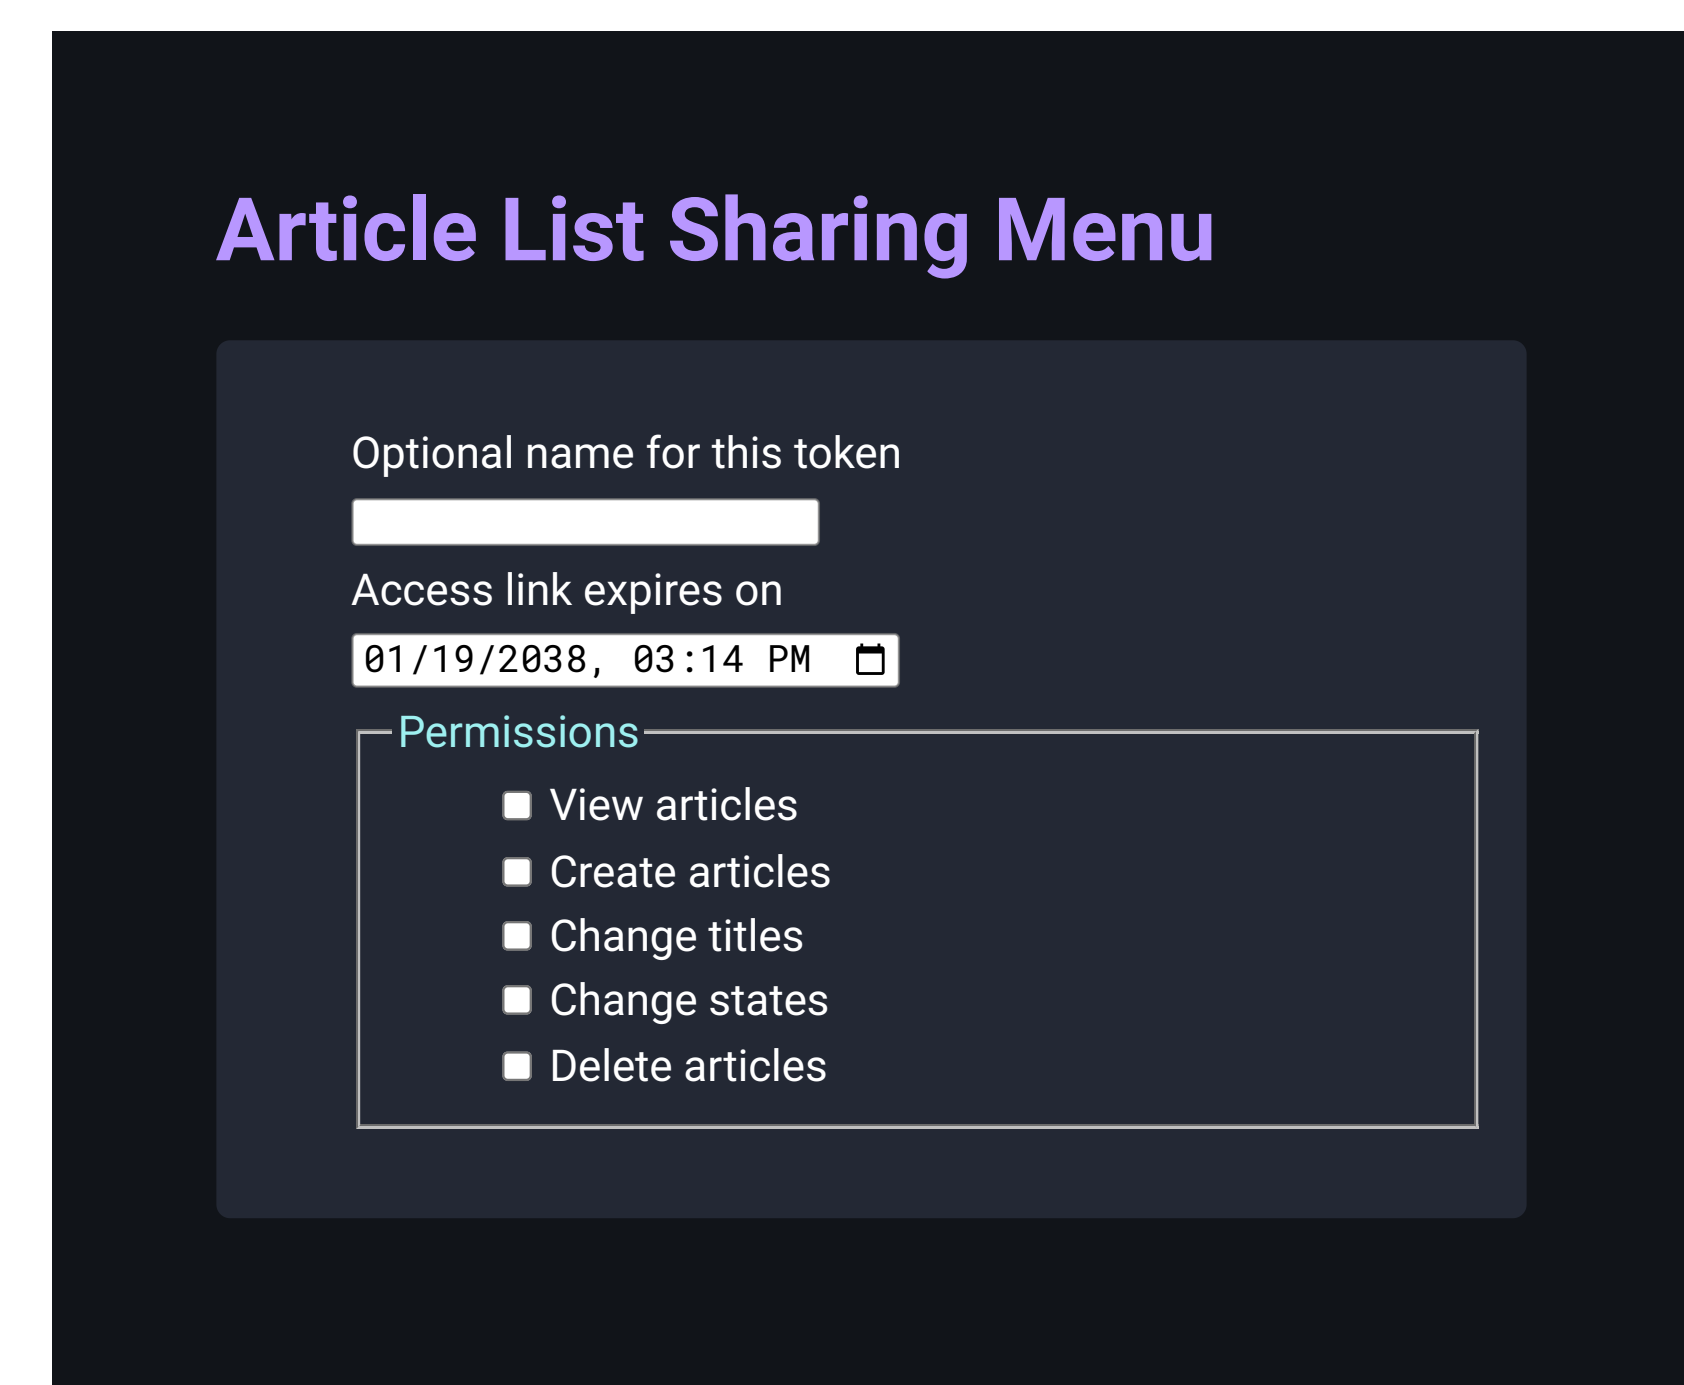 Article List Sharing Menu
Optional name for this token
Access link expires on
01/19/2038, 03:14 PM
Permissions
View articles
Create articles
Change titles
Change states
Delete articles